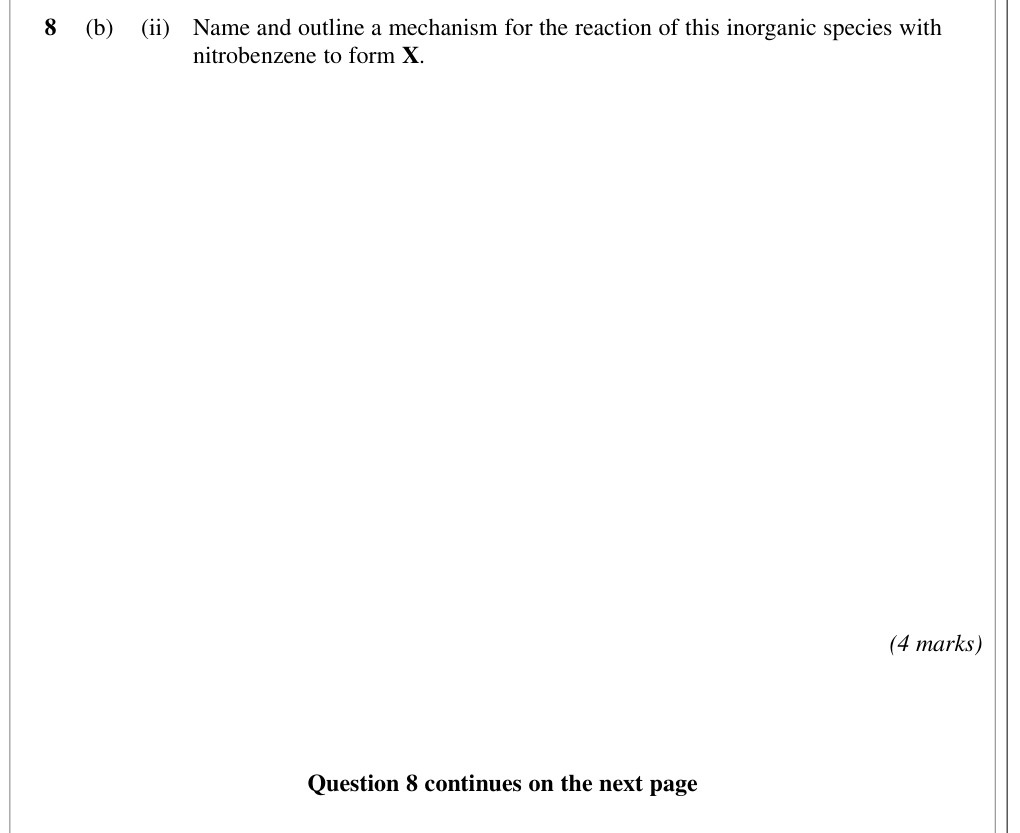 8 (b) (ii) Name and outline a mechanism for the reaction of this inorganic species with
nitrobenzene to form X.
(4 marks)
Question 8 continues on the next page